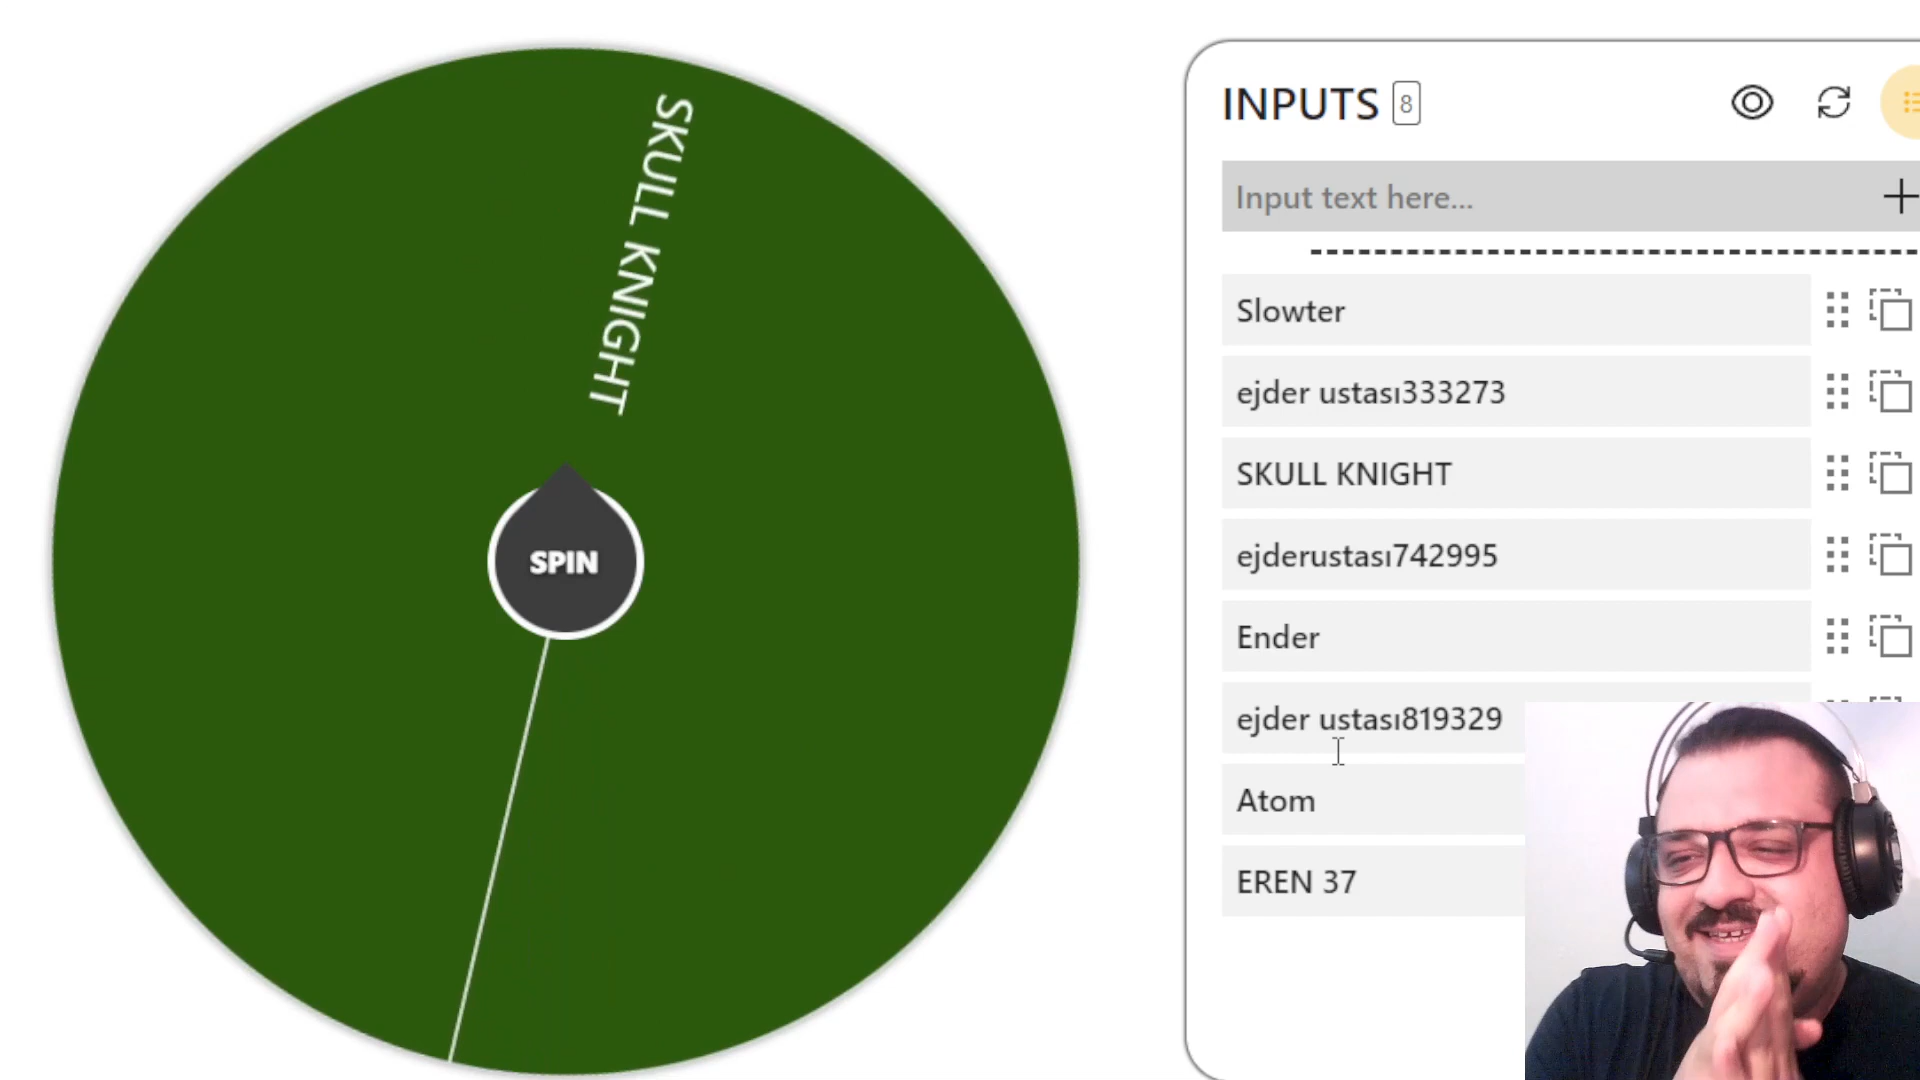 SKULL KNIGHT
SPIN
INPUTS 8
Input text here...
Slowter
ejder ustası333273
SKULL KNIGHT
ejderustası742995
Ender
ejder ustası819329
Atom
EREN 37